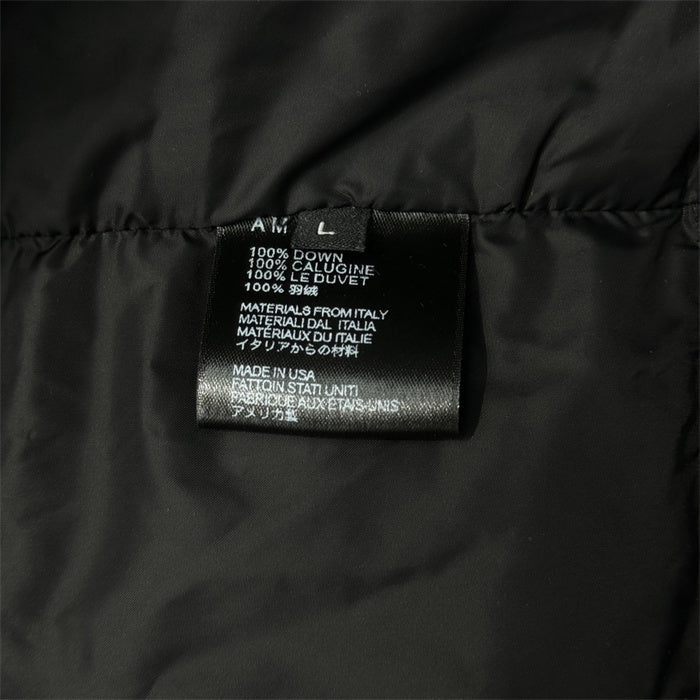 AM L
100% DOWN
100% CALUGINE
100% LE DUVET
100% 羽絨
MATERIALS FROM ITALY
MATERIALI DAL ITALIA
MATÉRIAUX DU ITALIE
イタリアからの材料
MADE IN USA
FATTOIN STATI UNITI
FABRIQUE AUX ÉTATS-UNIS
アメリカ製